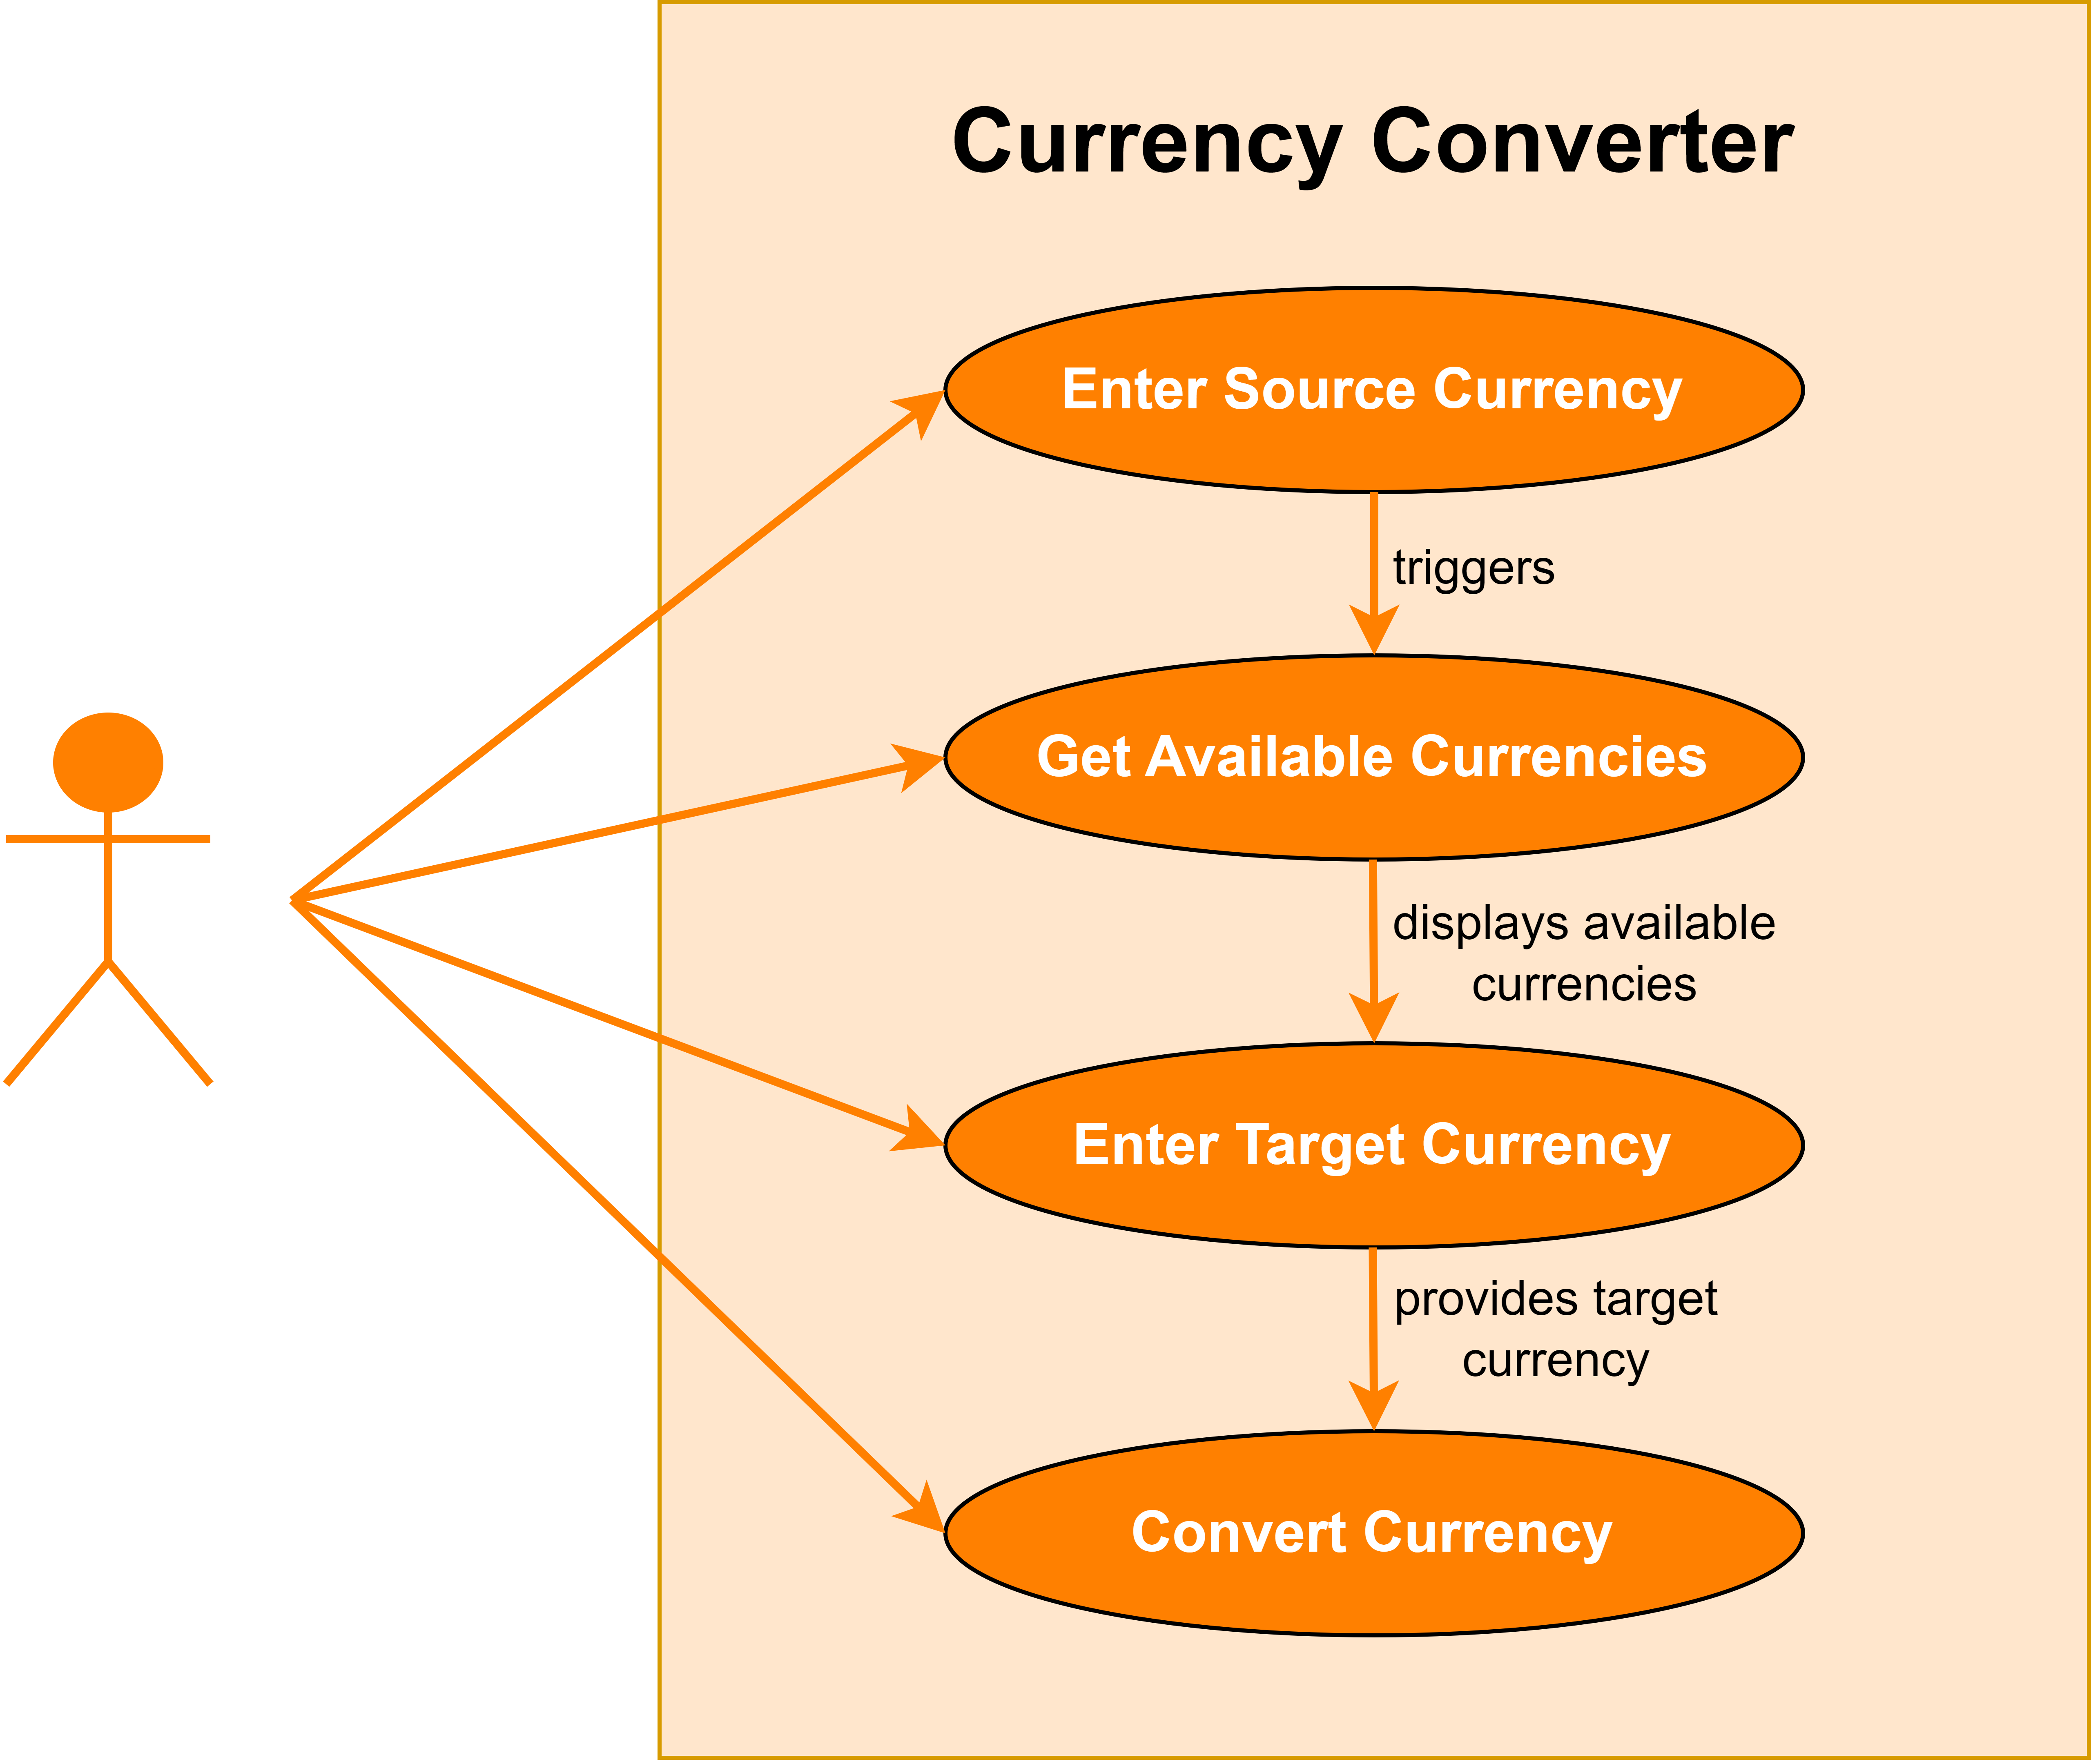 Currency Converter
Enter Source Currency
triggers
Get Available Currencies
displays available
currencies
Enter Target Currency
provides target
currency
Convert Currency